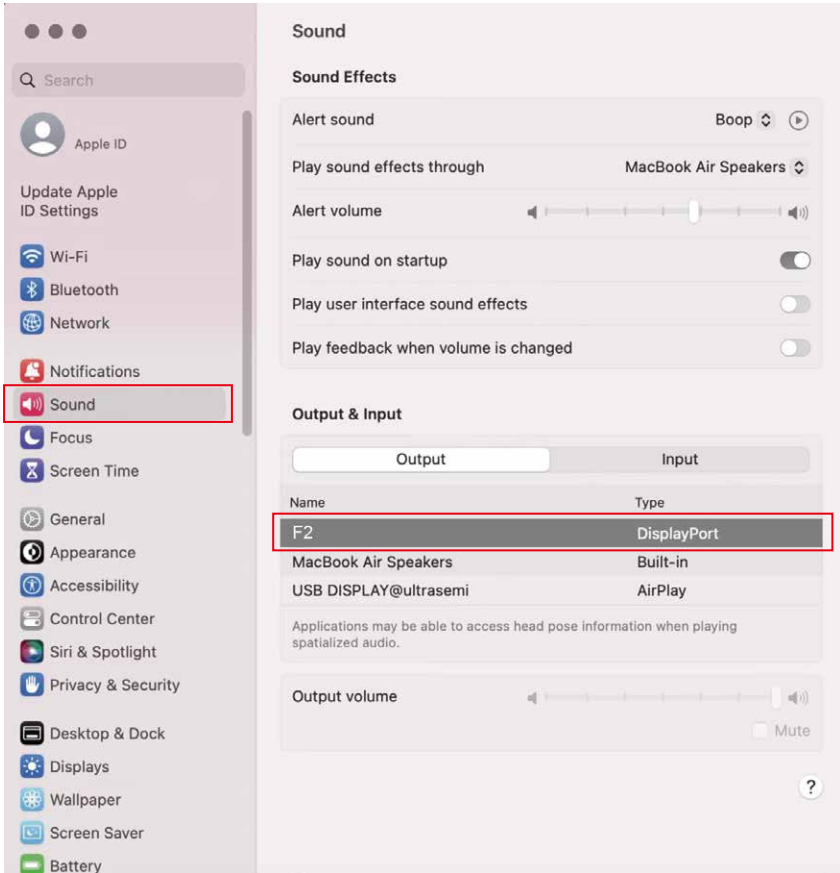 Search
Apple ID
Update Apple
ID Settings
Wi-Fi
Bluetooth
Network
Notifications
Sound
Focus
Screen Time
General
Appearance
Accessibility
Control Center
Siri & Spotlight
Privacy & Security
Desktop & Dock
Displays
Wallpaper
Screen Saver
Battery
Sound
Sound Effects
Alert sound Boop
Play sound effects through MacBook Air Speakers
Alert volume
Play sound on startup
Play user interface sound effects
Play feedback when volume is changed
Output & Input
Output Input
Name Type
F2 DisplayPort
MacBook Air Speakers Built-in
USB DISPLAY@ultrasemi AirPlay
Applications may be able to access head pose information when playing
spatialized audio.
Output volume
Mute
?